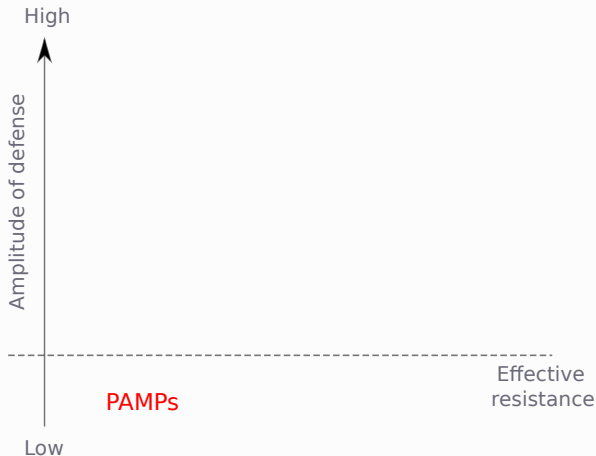 High
Amplitude of defense
Effective
resistance
PAMPs
Low